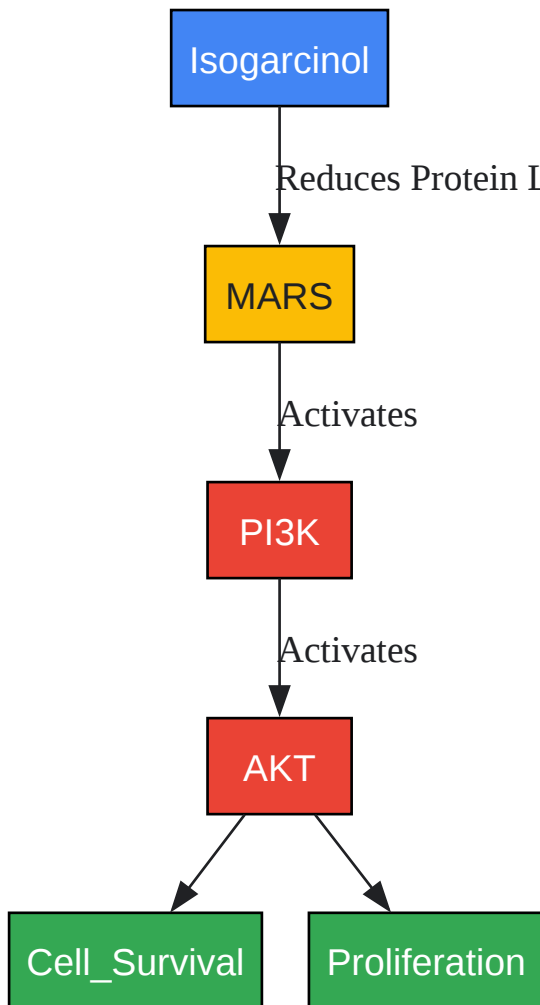 Isogarcinol
Reduces Protein L
MARS
Activates
PI3K
Activates
AKT
Cell_Survival
Proliferation